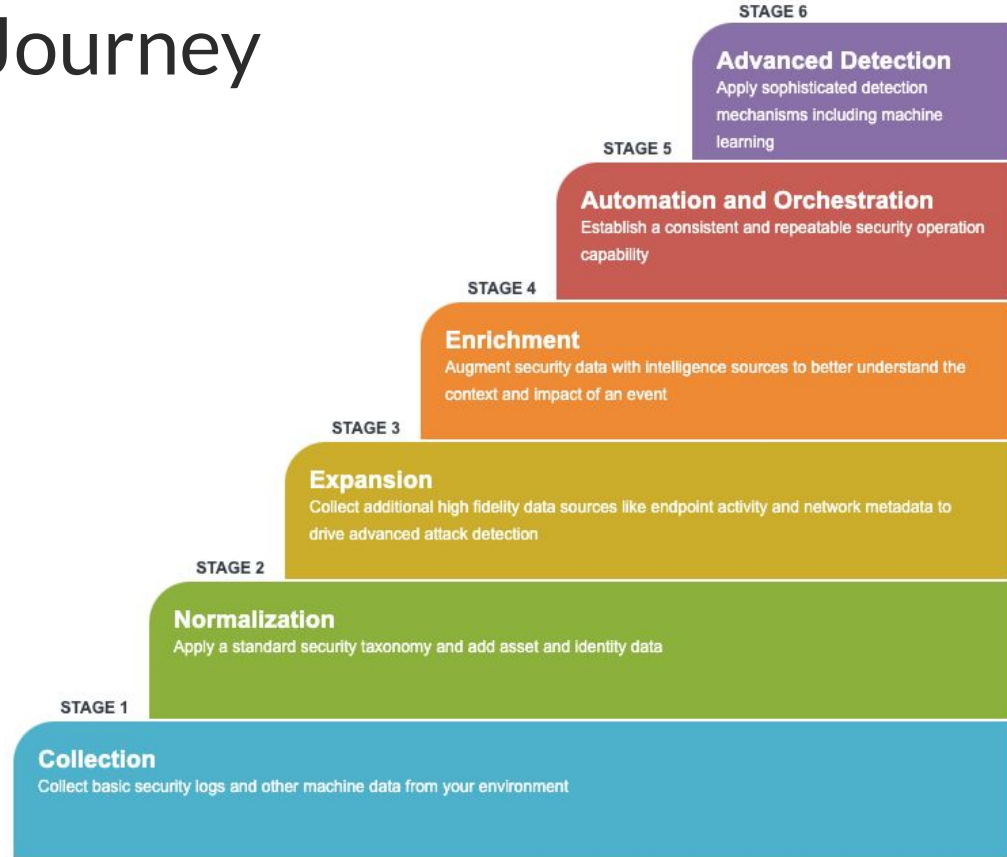 Journey
STAGE 6
Advanced Detection
Apply sophisticated detection
mechanisms including machine
learning
STAGE 5
Automation and Orchestration
Establish a consistent and repeatable security operation
capability
STAGE 4
Enrichment
Augment security data with intelligence sources to better understand the
context and impact of an event
STAGE 3
Expansion
Collect additional high fidelity data sources like endpoint activity and network metadata to
drive advanced attack detection
STAGE 2
Normalization
Apply a standard security taxonomy and add asset and identity data
STAGE 1
Collection
Collect basic security logs and other machine data from your environment